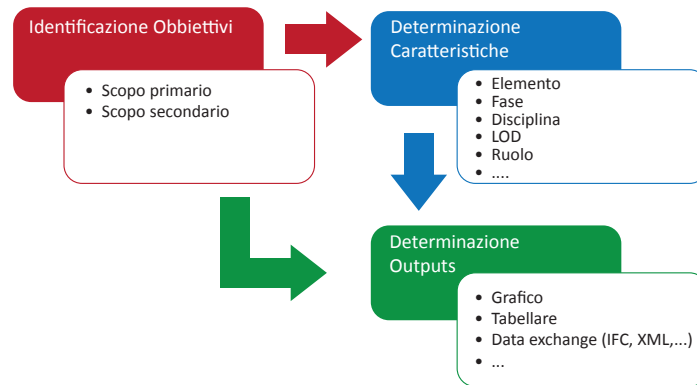 Identificazione Obbiettivi
• Scopo primario
• Scopo secondario
Determinazione
Caratteristiche
• Elemento
• Fase
• Disciplina
• LOD
• Ruolo
• ....
Determinazione
Outputs
• Grafico
• Tabellare
• Data exchange (IFC, XML,...)
• ...